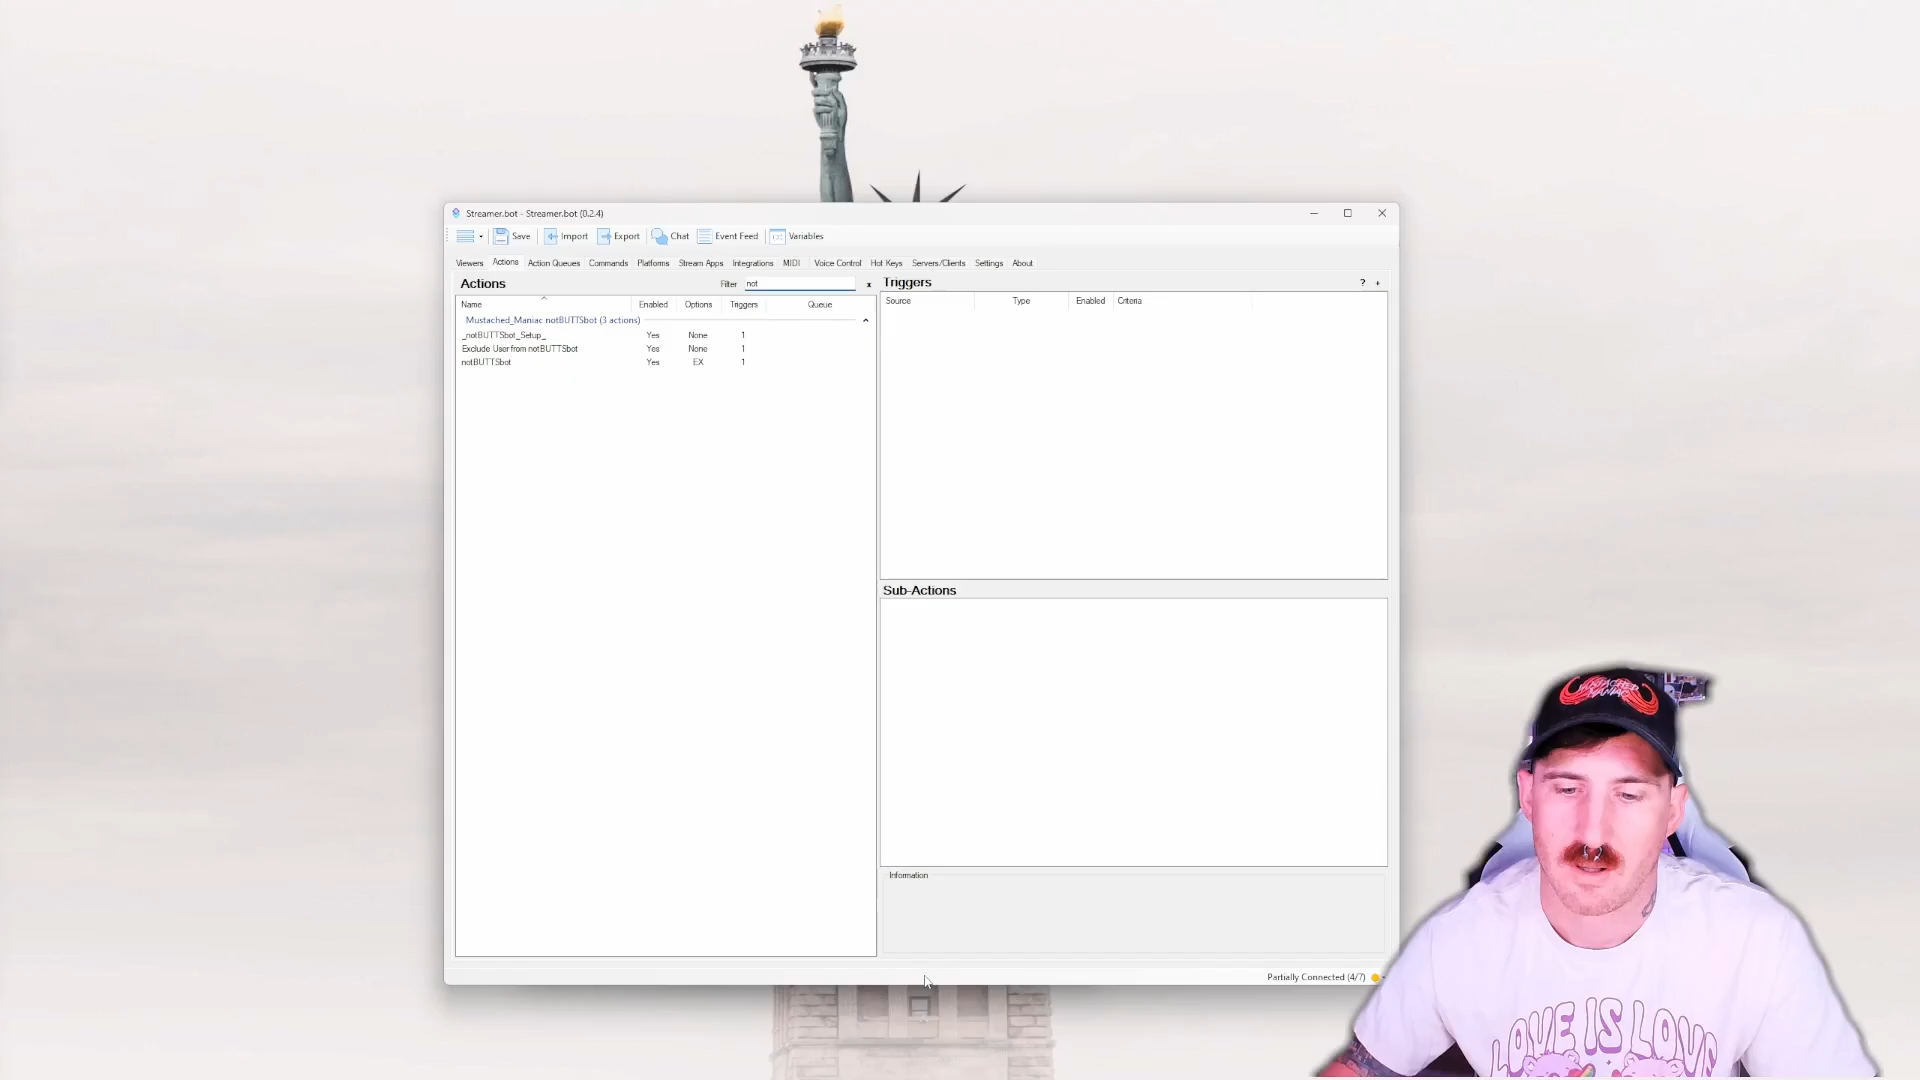 Streamer.bot - Streamer.bot (0.2.4)
Save Import Export Chat Event Feed Variables
Viewers Actions Action Queues Commands Platforms Stream Apps Integrations MIDI Voice Control Hot Keys Servers/Clients Settings About
Actions
Filter not x
Name Enabled Options Triggers Queue
Mustached_Maniac notBUTTSbot (3 actions)
_notBUTTSbot_Setup_ Yes None 1
Exclude User from notBUTTSbot Yes None 1
notBUTTSbot Yes EX 1
Triggers ? +
Source Type Enabled Criteria
Sub-Actions
Information
Partially Connected (4/7)
MUSTACHED
MANIAC
LOVE IS LOVE